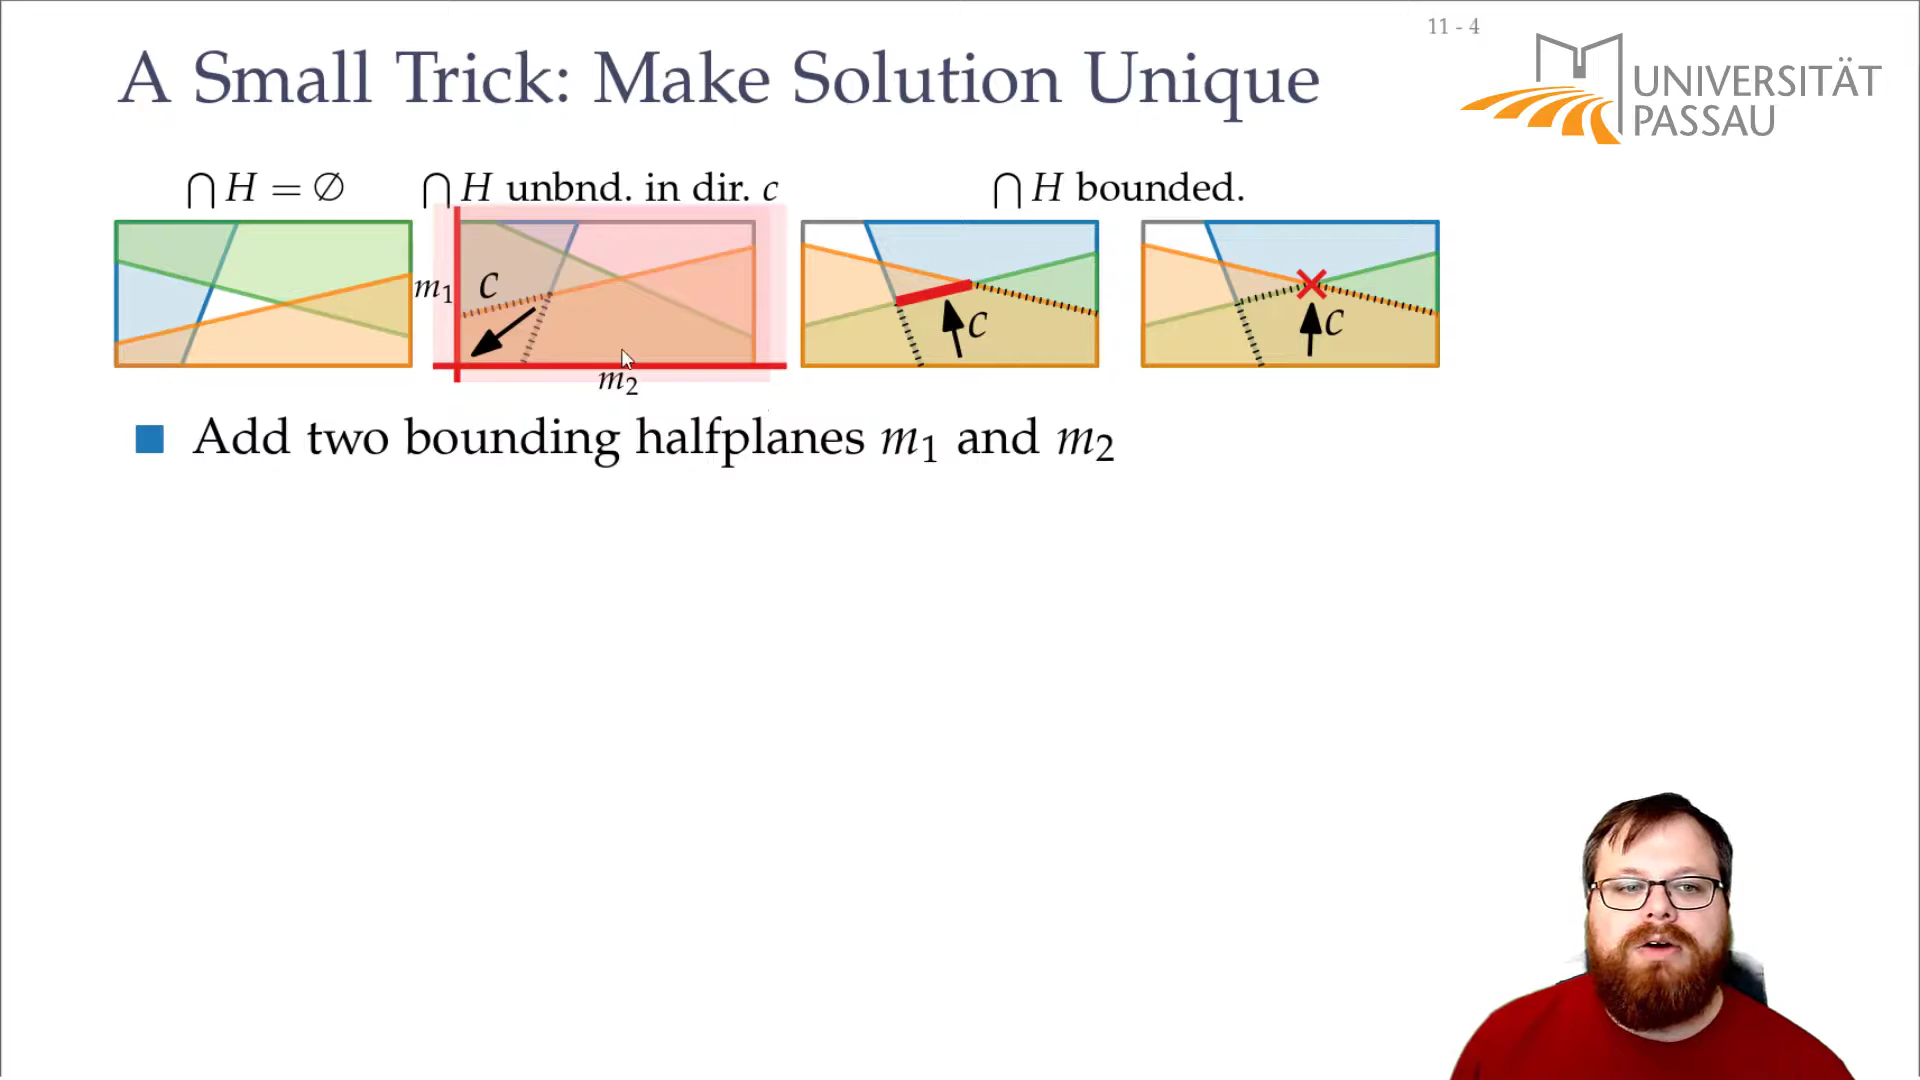 11 - 4
A Small Trick: Make Solution Unique
UNIVERSITÄT
PASSAU
⋂ H = ∅
⋂ H unbnd. in dir. c
⋂ H bounded.
m₁
c
m₂
c
c
Add two bounding halfplanes m₁ and m₂